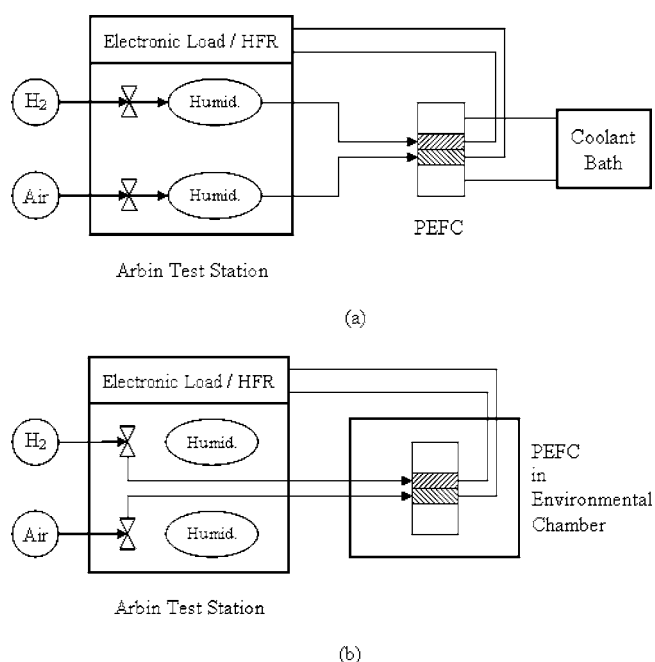 Electronic Load / HFR
H2
Humid.
Air
Humid.
PEFC
Coolant
Bath
Arbin Test Station
(a)
Electronic Load / HFR
H2
Humid.
Air
Humid.
PEFC
in
Environmental
Chamber
Arbin Test Station
(b)